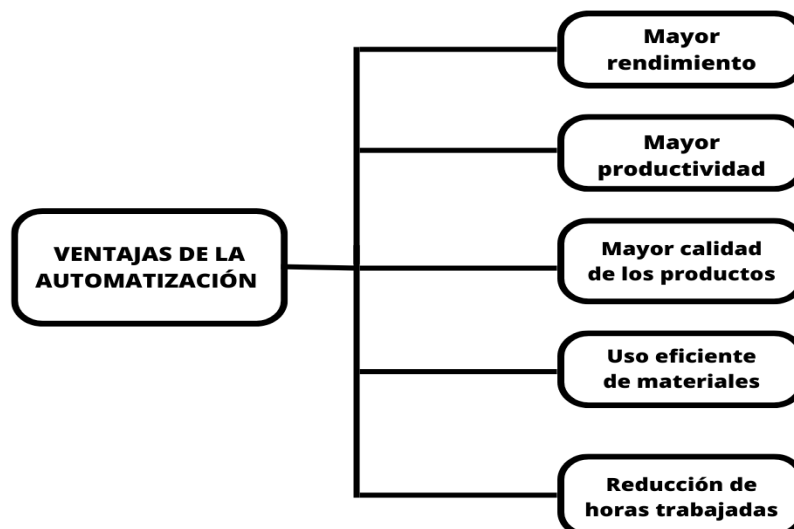 VENTAJAS DE LA
AUTOMATIZACIÓN
Mayor
rendimiento
Mayor
productividad
Mayor calidad
de los productos
Uso eficiente
de materiales
Reducción de
horas trabajadas